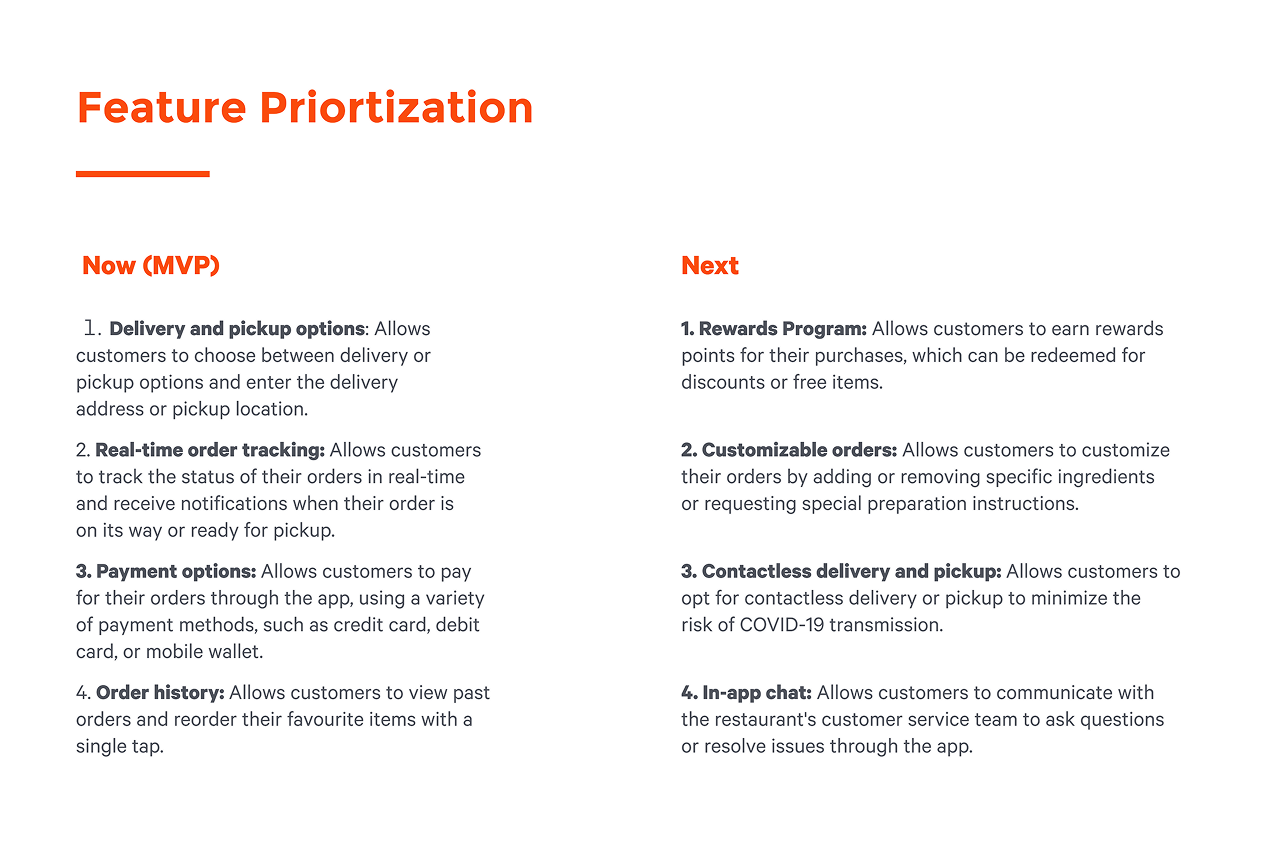 Feature Priortization
Now (MVP)
1. Delivery and pickup options: Allows
customers to choose between delivery or
pickup options and enter the delivery
address or pickup location.
2. Real-time order tracking: Allows customers
to track the status of their orders in real-time
and receive notifications when their order is
on its way or ready for pickup.
3. Payment options: Allows customers to pay
for their orders through the app, using a variety
of payment methods, such as credit card, debit
card, or mobile wallet.
4. Order history: Allows customers to view past
orders and reorder their favourite items with a
single tap.
Next
1. Rewards Program: Allows customers to earn rewards
points for their purchases, which can be redeemed for
discounts or free items.
2. Customizable orders: Allows customers to customize
their orders by adding or removing specific ingredients
or requesting special preparation instructions.
3. Contactless delivery and pickup: Allows customers to
opt for contactless delivery or pickup to minimize the
risk of COVID-19 transmission.
4. In-app chat: Allows customers to communicate with
the restaurant's customer service team to ask questions
or resolve issues through the app.